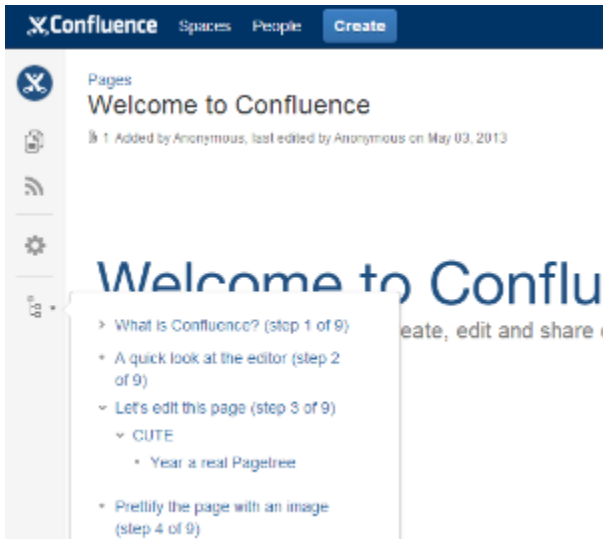 Confluence Spaces People Create
Pages
Welcome to Confluence
1 Added by Anonymous, last edited by Anonymous on May 03, 2013
Welcome to Conflu
eate, edit and share
> What is Confluence? (step 1 of 9)
• A quick look at the editor (step 2
of 9)
Let's edit this page (step 3 of 9)
CUTE
• Year a real Pagetree
• Prettify the page with an image
(step 4 of 9)